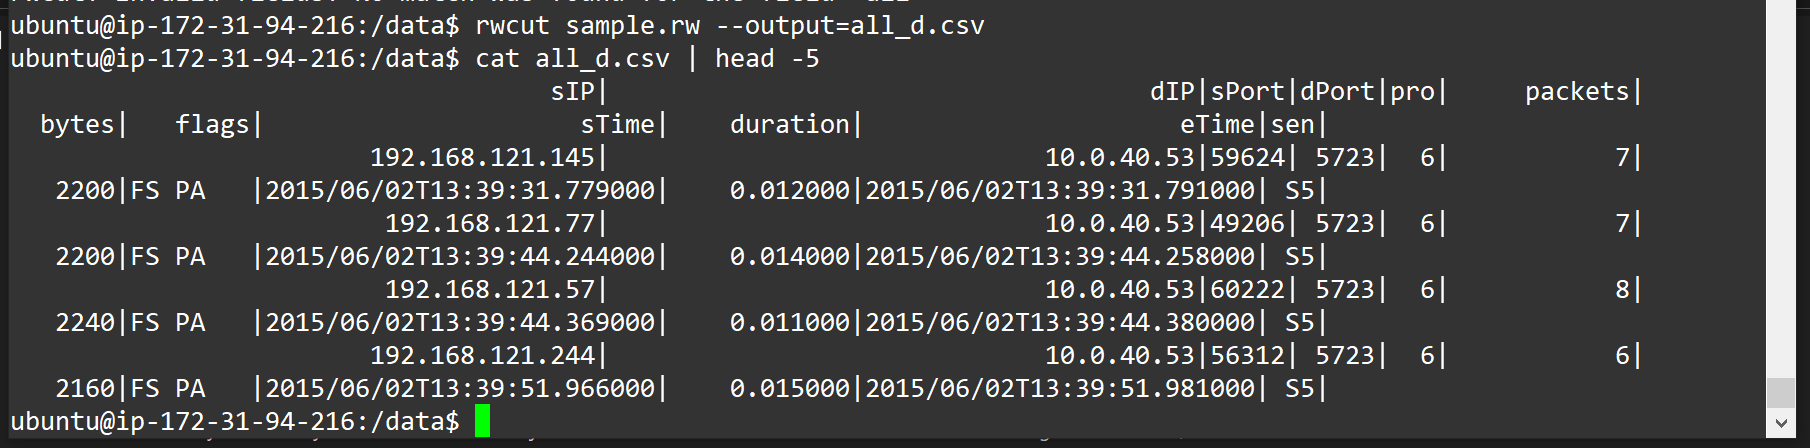 ubuntu@ip-172-31-94-216:/data$ rwcut sample.rw --output=all_d.csv
ubuntu@ip-172-31-94-216:/data$ cat all_d.csv | head -5
                                    sIP|                                    dIP|sPort|dPort|pro|     packets|
  bytes|   flags|                     sTime|    duration|                     eTime|sen|
                        192.168.121.145|                             10.0.40.53|59624| 5723|  6|           7|
   2200|FS PA   |2015/06/02T13:39:31.779000|    0.012000|2015/06/02T13:39:31.791000| S5|
                         192.168.121.77|                             10.0.40.53|49206| 5723|  6|           7|
   2200|FS PA   |2015/06/02T13:39:44.244000|    0.014000|2015/06/02T13:39:44.258000| S5|
                         192.168.121.57|                             10.0.40.53|60222| 5723|  6|           8|
   2240|FS PA   |2015/06/02T13:39:44.369000|    0.011000|2015/06/02T13:39:44.380000| S5|
                        192.168.121.244|                             10.0.40.53|56312| 5723|  6|           6|
   2160|FS PA   |2015/06/02T13:39:51.966000|    0.015000|2015/06/02T13:39:51.981000| S5|
ubuntu@ip-172-31-94-216:/data$